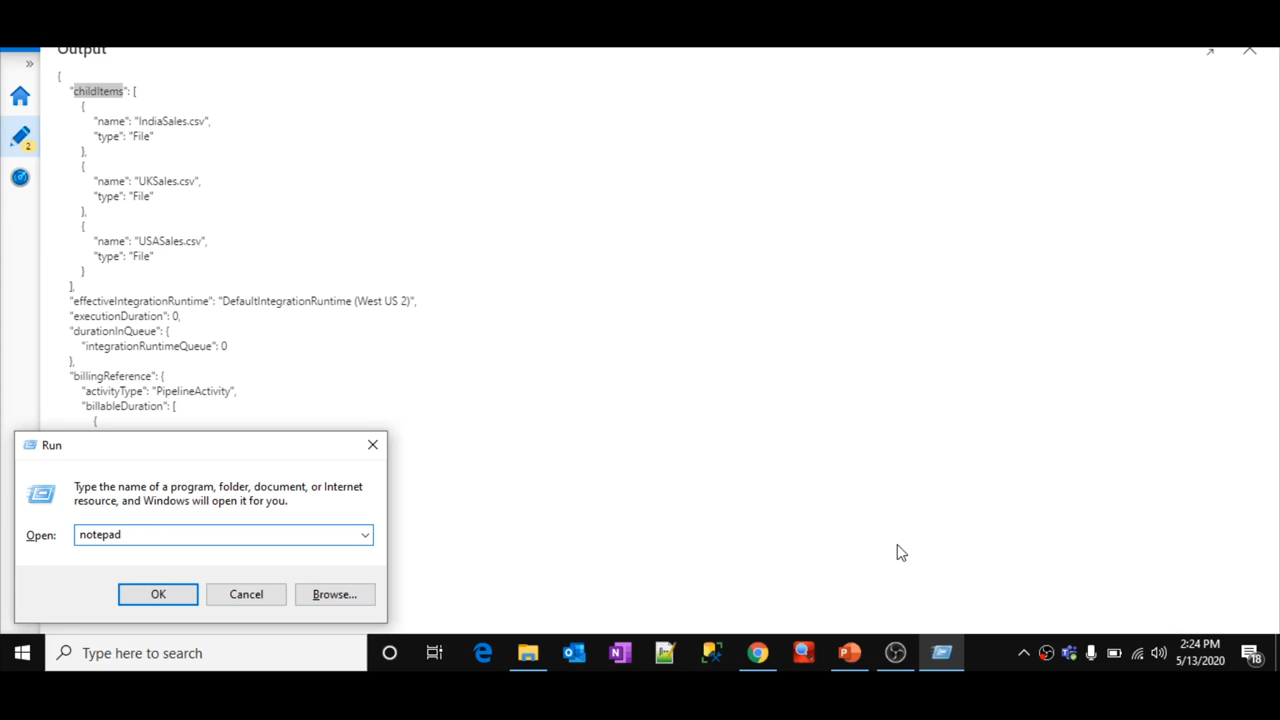 Output
{
"childItems": [
{
"name": "IndiaSales.csv",
"type": "File"
},
{
"name": "UKSales.csv",
"type": "File"
},
{
"name": "USASales.csv",
"type": "File"
}
],
"effectiveIntegrationRuntime": "DefaultIntegrationRuntime (West US 2)",
"executionDuration": 0,
"durationInQueue": {
"integrationRuntimeQueue": 0
},
"billingReference": {
"activityType": "PipelineActivity",
"billableDuration": [
{
2
Run
Type the name of a program, folder, document, or Internet
resource, and Windows will open it for you.
Open: notepad
OK Cancel Browse...
Type here to search
2:24 PM
5/13/2020
18